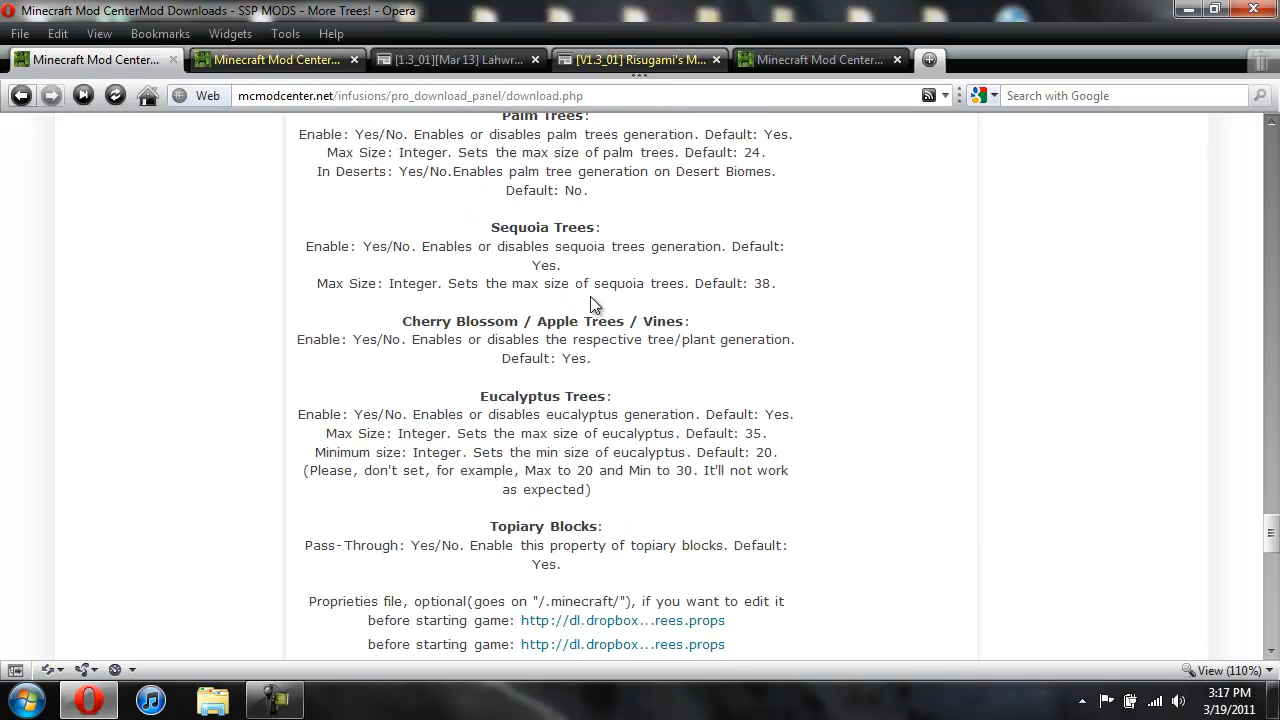 Minecraft Mod CenterMod Downloads - SSP MODS - More Trees! - Opera
File Edit View Bookmarks Widgets Tools Help
Minecraft Mod Center... Minecraft Mod Center... [1.3_01][Mar 13] Lahwr... [V1.3_01] Risugami's M... Minecraft Mod Center...
Web mcmodcenter.net/infusions/pro_download_panel/download.php Search with Google
Palm Trees:
Enable: Yes/No. Enables or disables palm trees generation. Default: Yes.
Max Size: Integer. Sets the max size of palm trees. Default: 24.
In Deserts: Yes/No.Enables palm tree generation on Desert Biomes.
Default: No.
Sequoia Trees:
Enable: Yes/No. Enables or disables sequoia trees generation. Default:
Yes.
Max Size: Integer. Sets the max size of sequoia trees. Default: 38.
Cherry Blossom / Apple Trees / Vines:
Enable: Yes/No. Enables or disables the respective tree/plant generation.
Default: Yes.
Eucalyptus Trees:
Enable: Yes/No. Enables or disables eucalyptus generation. Default: Yes.
Max Size: Integer. Sets the max size of eucalyptus. Default: 35.
Minimum size: Integer. Sets the min size of eucalyptus. Default: 20.
(Please, don't set, for example, Max to 20 and Min to 30. It'll not work
as expected)
Topiary Blocks:
Pass-Through: Yes/No. Enable this property of topiary blocks. Default:
Yes.
Proprieties file, optional(goes on "/.minecraft/"), if you want to edit it
before starting game: http://dl.dropbox...rees.props
before starting game: http://dl.dropbox...rees.props
View (110%)
3:17 PM
3/19/2011